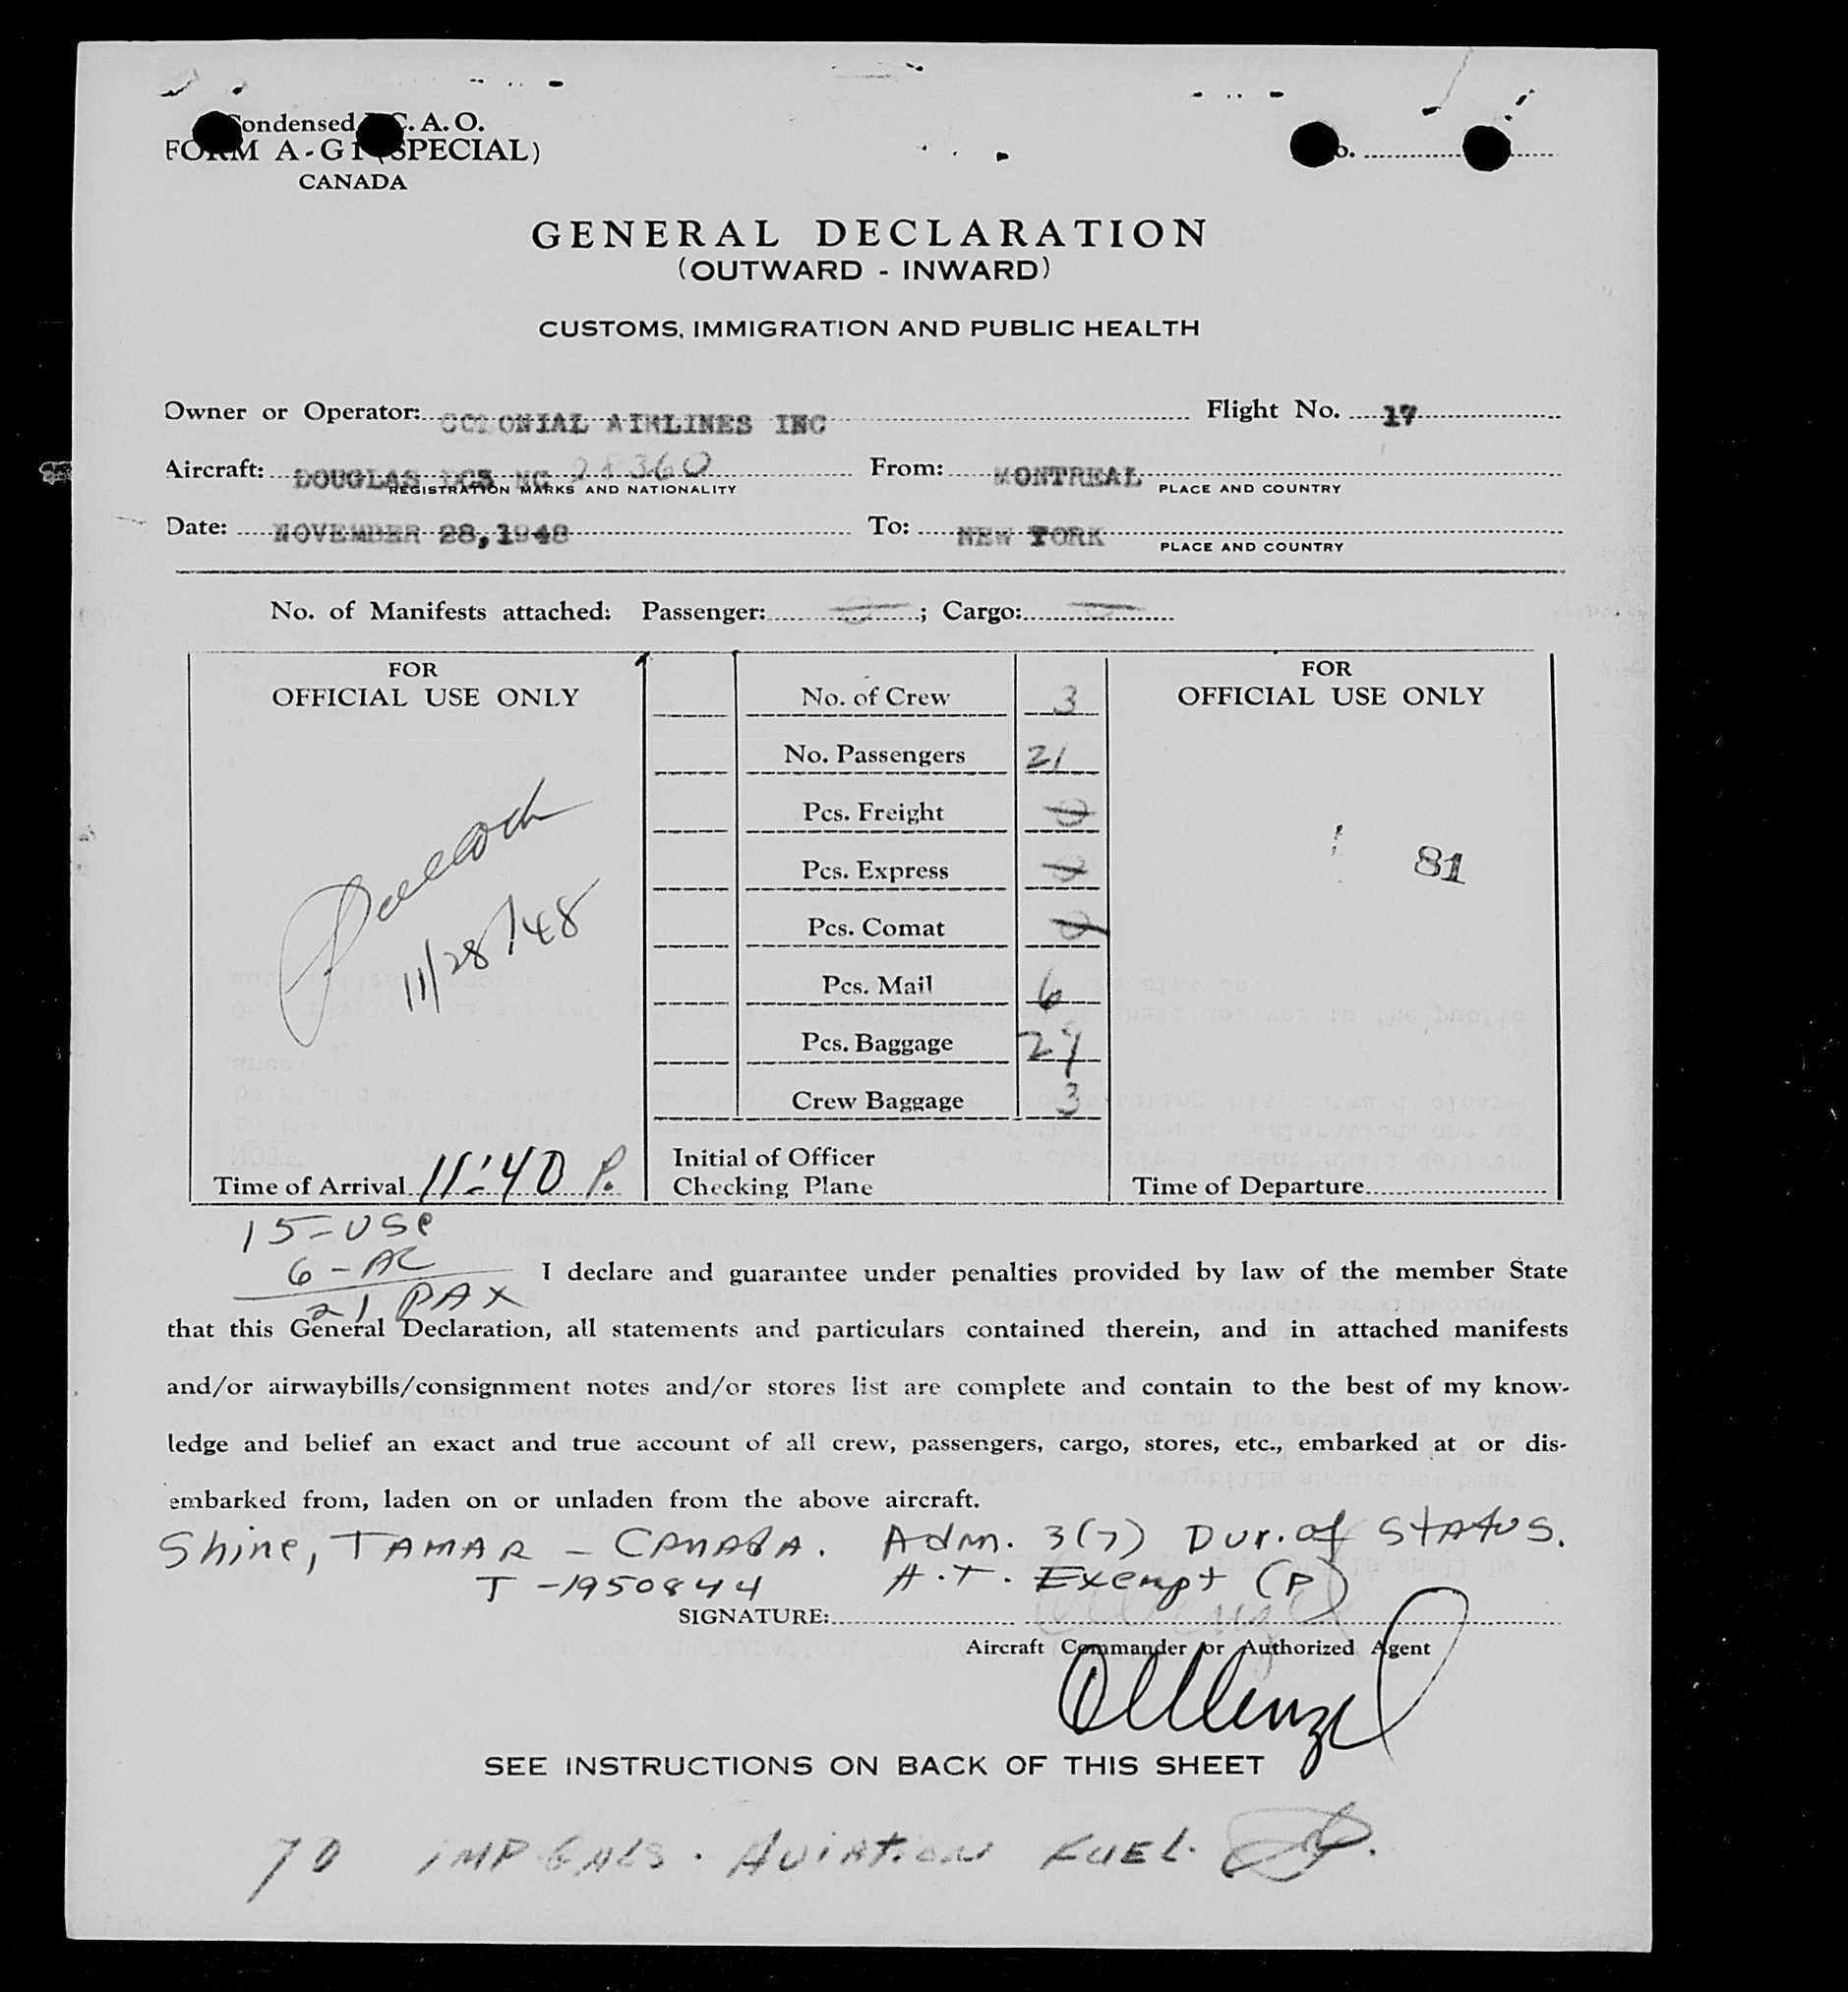 Condensed I.C.A.O.
FORM A-G1 (SPECIAL)
CANADA
No.
GENERAL DECLARATION
(OUTWARD - INWARD)
CUSTOMS, IMMIGRATION AND PUBLIC HEALTH
Owner or Operator: COLONIAL AIRLINES INC Flight No. 17
Aircraft: DOUGLAS DC3 NC 28360 From: MONTREAL
REGISTRATION MARKS AND NATIONALITY PLACE AND COUNTRY
Date: NOVEMBER 28, 1948 To: NEW YORK
PLACE AND COUNTRY
No. of Manifests attached: Passenger: 0; Cargo:
FOR
OFFICIAL USE ONLY
11/28/48
Time of Arrival 11:40 P.
No. of Crew 3
No. Passengers 21
Pcs. Freight 0
Pcs. Express 0
Pcs. Comat 0
Pcs. Mail 6
Pcs. Baggage 29
Crew Baggage 3
Initial of Officer
Checking Plane
FOR
OFFICIAL USE ONLY
81
Time of Departure
15-USC
6-AC
21 PAX
I declare and guarantee under penalties provided by law of the member State
that this General Declaration, all statements and particulars contained therein, and in attached manifests
and/or airwaybills/consignment notes and/or stores list are complete and contain to the best of my know-
ledge and belief an exact and true account of all crew, passengers, cargo, stores, etc., embarked at or dis-
embarked from, laden on or unladen from the above aircraft.
Shine, TAMAR - CANADA. Adm. 3(7) Dur. of Status.
T-1950844 H.T. Exempt (P)
SIGNATURE:
Aircraft Commander or Authorized Agent
SEE INSTRUCTIONS ON BACK OF THIS SHEET
70 IMP GALS. AVIATION FUEL.